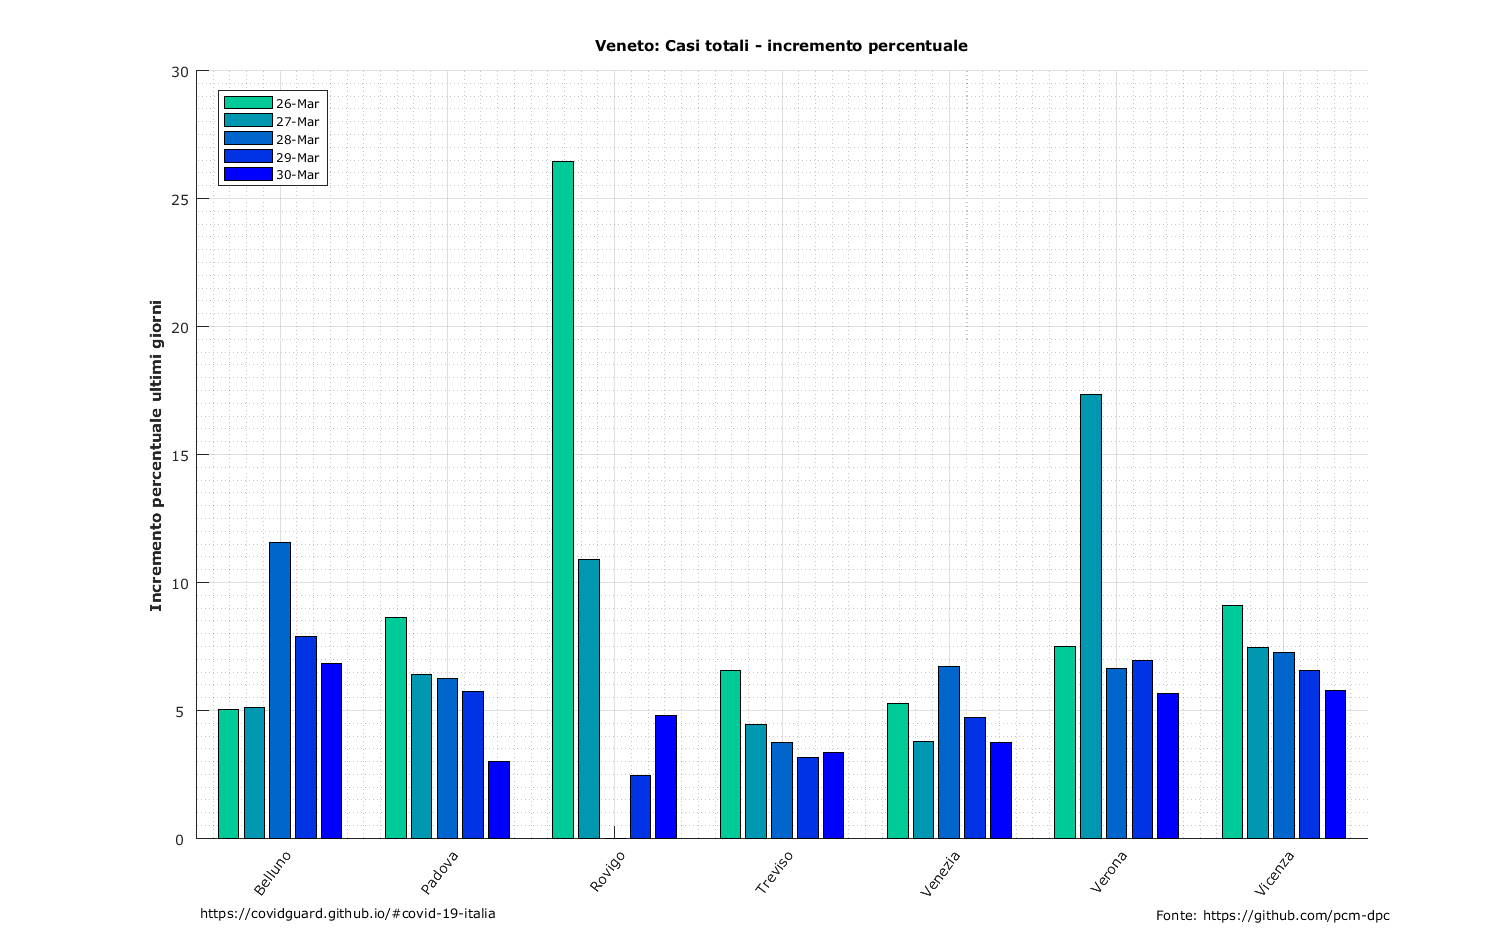 Veneto: Casi totali - incremento percentuale
30
25
20
15
10
5
0
Incremento percentuale ultimi giorni
26-Mar
27-Mar
28-Mar
29-Mar
30-Mar
Belluno
Padova
Rovigo
Treviso
Venezia
Verona
Vicenza
https://covidguard.github.io/#covid-19-italia
Fonte: https://github.com/pcm-dpc